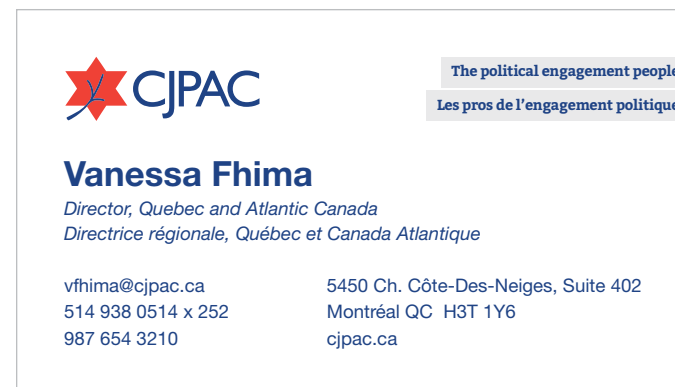 CJPAC
The political engagement people
Les pros de l'engagement politique
Vanessa Fhima
Director, Quebec and Atlantic Canada
Directrice régionale, Québec et Canada Atlantique
vfhima@cjpac.ca
514 938 0514 x 252
987 654 3210
5450 Ch. Côte-Des-Neiges, Suite 402
Montréal QC H3T 1Y6
cjpac.ca